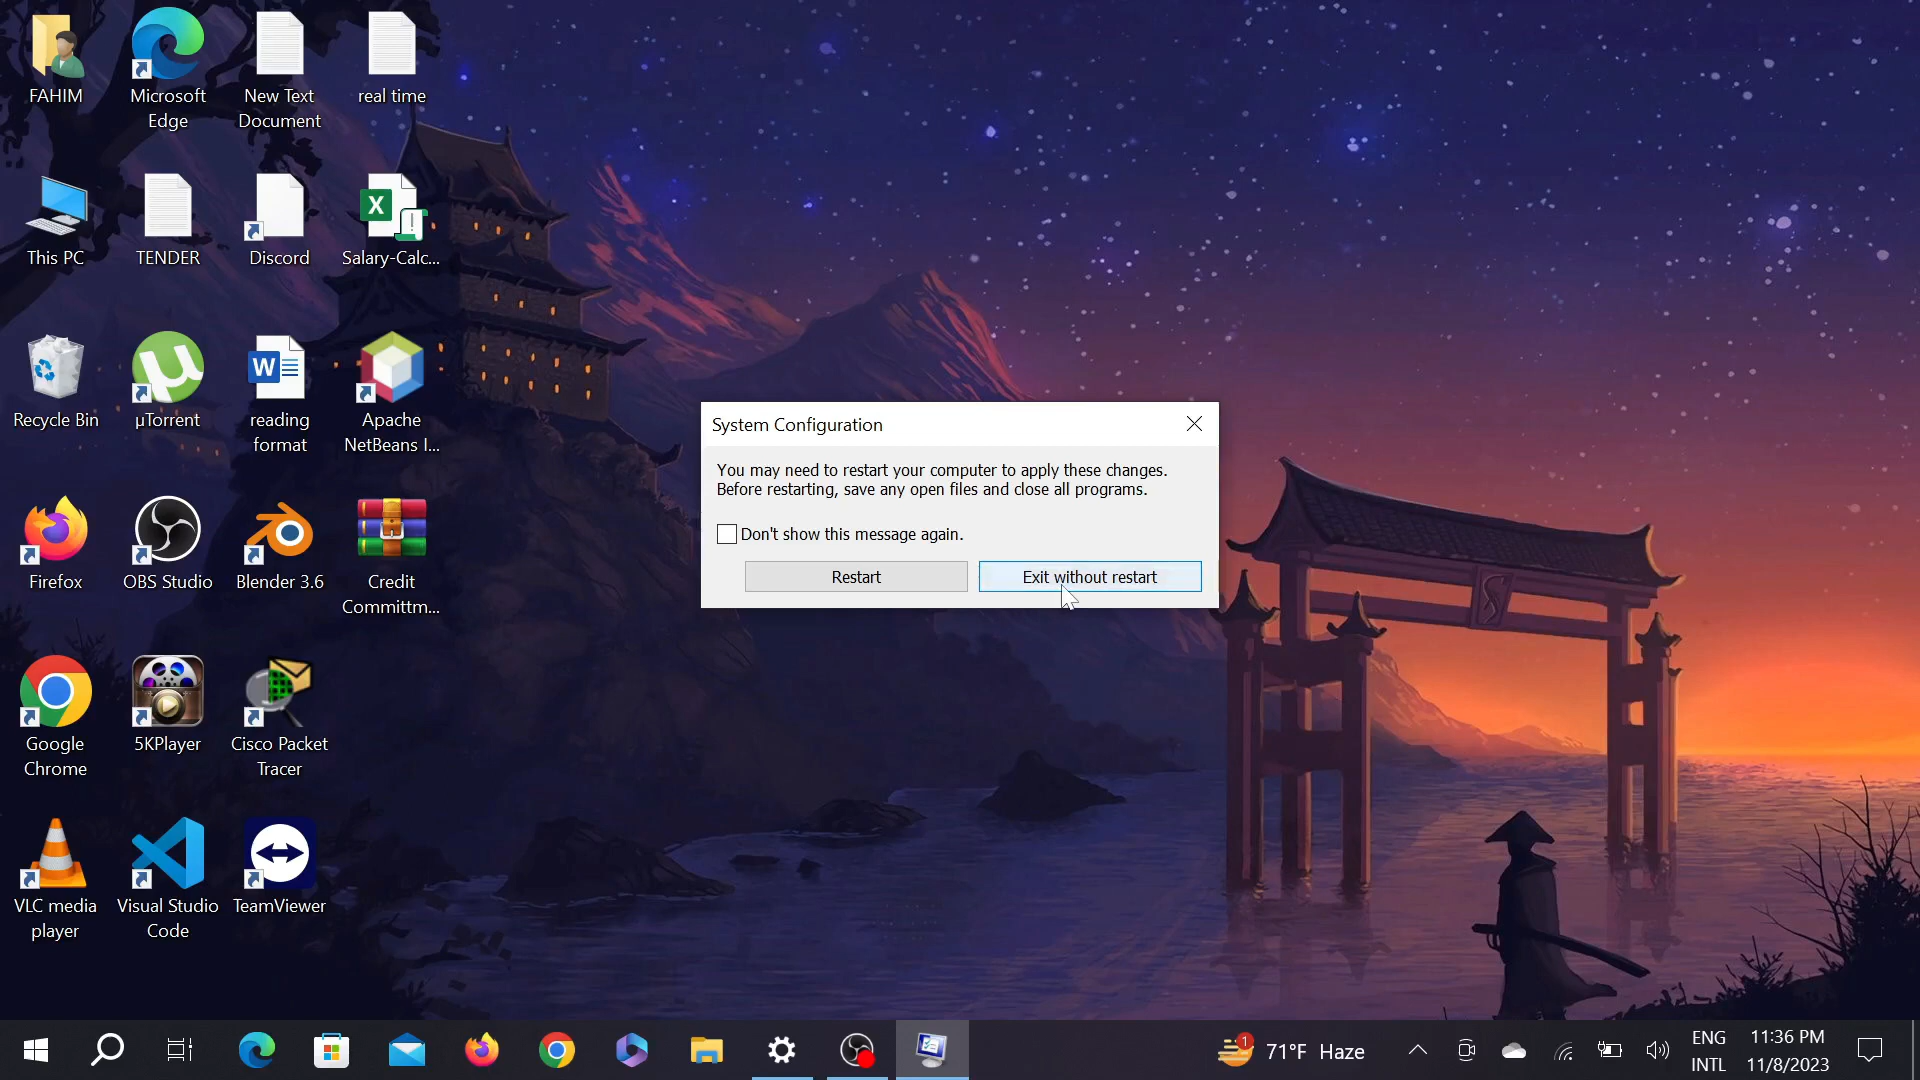 FAHIM
Microsoft
Edge
New Text
Document
real time
This PC
TENDER
Discord
Salary-Calc...
Recycle Bin
µTorrent
reading
format
Apache
NetBeans I...
Firefox
OBS Studio
Blender 3.6
Credit
Committm...
Google
Chrome
5KPlayer
Cisco Packet
Tracer
VLC media
player
Visual Studio
Code
TeamViewer
System Configuration
You may need to restart your computer to apply these changes.
Before restarting, save any open files and close all programs.
Don't show this message again.
Restart
Exit without restart
1
71°F Haze
ENG
INTL
11:36 PM
11/8/2023